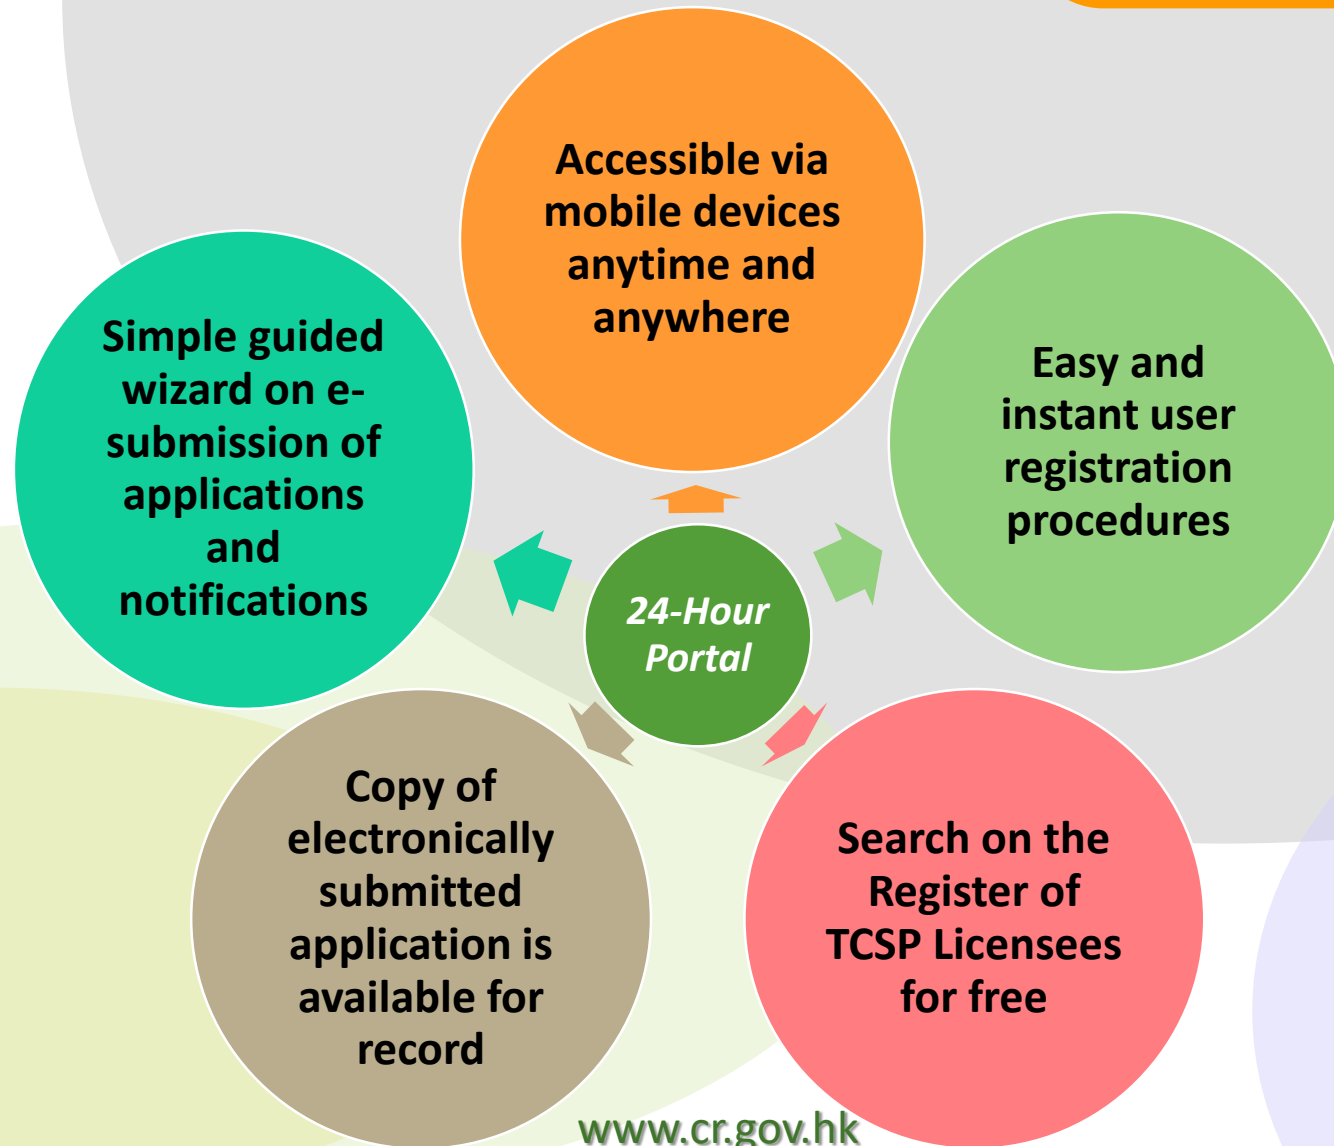 Accessible via
mobile devices
anytime and
anywhere
Easy and
instant user
registration
procedures
Simple guided
wizard on e-
submission of
applications
and
notifications
24-Hour
Portal
Copy of
electronically
submitted
application is
available for
record
Search on the
Register of
TCSP Licensees
for free
www.cr.gov.hk